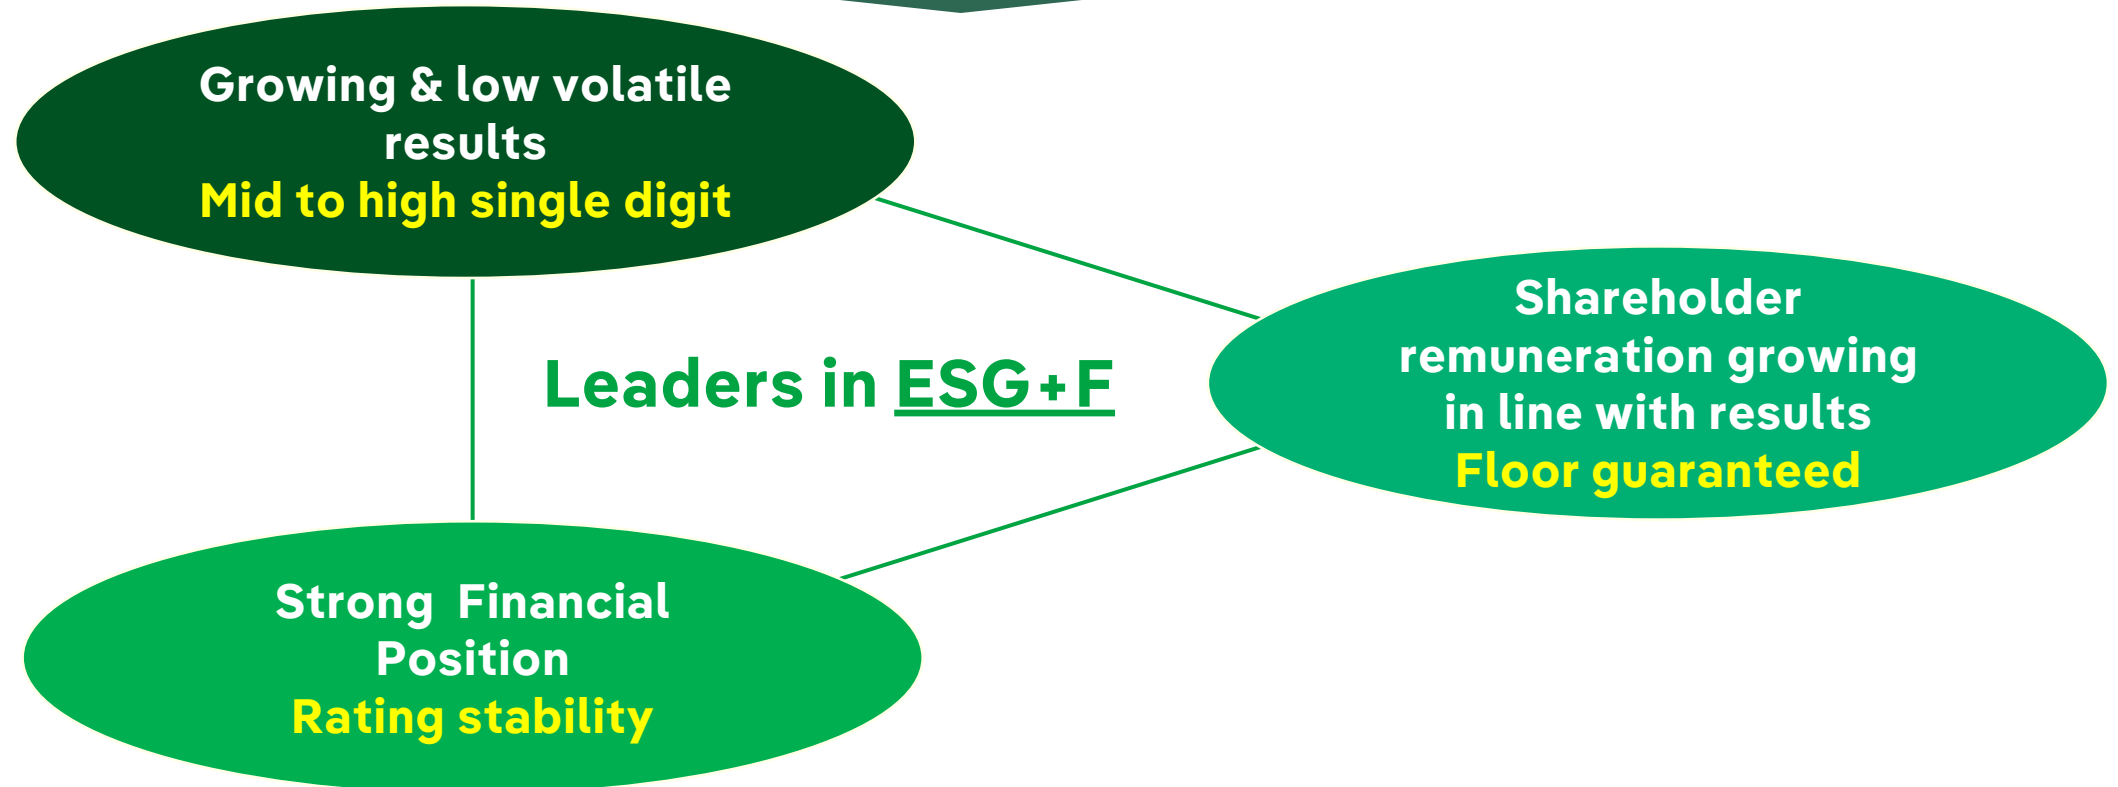 Growing & low volatile
results
Mid to high single digit
Shareholder
remuneration growing
in line with results
Floor guaranteed
Leaders in ESG+F
Strong  Financial
Position
Rating stability